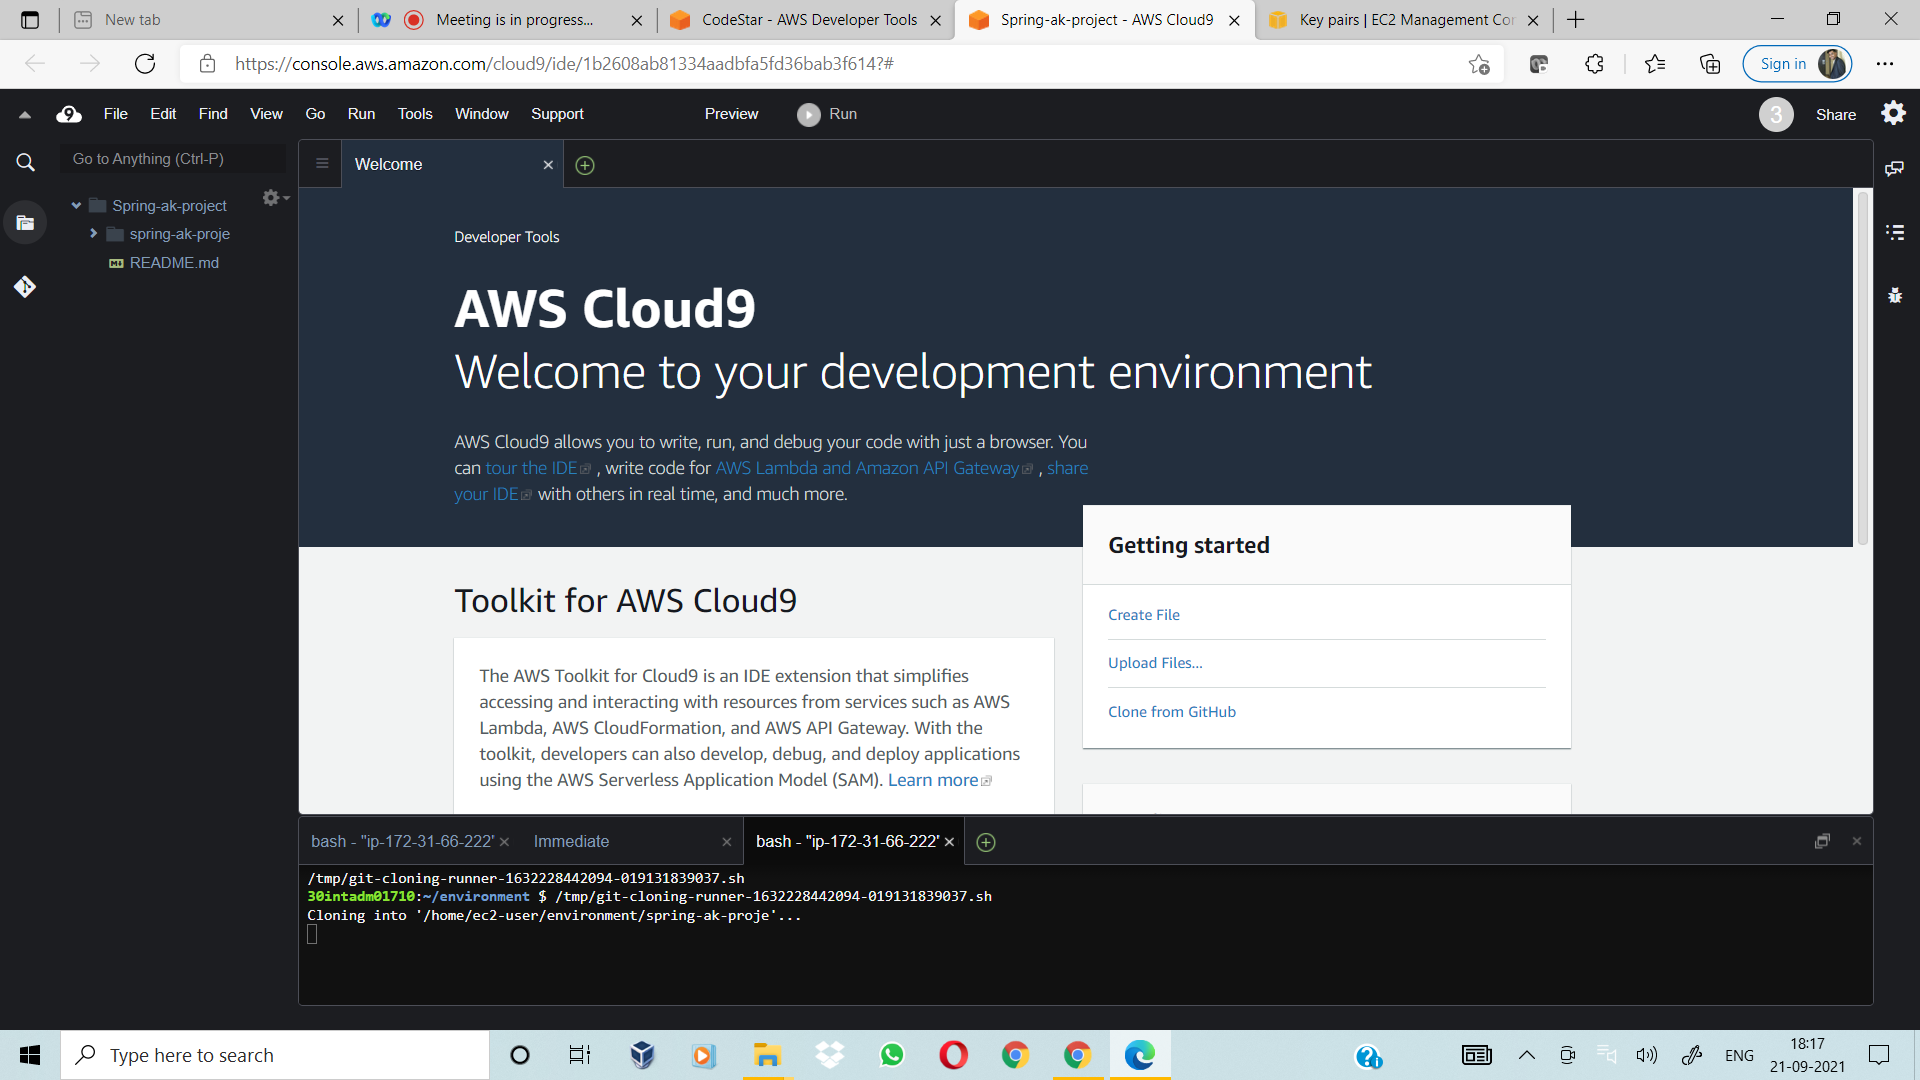 New tab
Meeting is in progress...
CodeStar - AWS Developer Tools
Spring-ak-project - AWS Cloud9
Key pairs | EC2 Management Con
https://console.aws.amazon.com/cloud9/ide/1b2608ab81334aadbfa5fd36bab3f614?#
Sign in
9 File Edit Find View Go Run Tools Window Support Preview Run
3 Share
Go to Anything (Ctrl-P)
Welcome
Spring-ak-project
spring-ak-proje
README.md
Developer Tools
AWS Cloud9
Welcome to your development environment
AWS Cloud9 allows you to write, run, and debug your code with just a browser. You
can tour the IDE , write code for AWS Lambda and Amazon API Gateway , share
your IDE with others in real time, and much more.
Getting started
Create File
Upload Files...
Clone from GitHub
Toolkit for AWS Cloud9
The AWS Toolkit for Cloud9 is an IDE extension that simplifies
accessing and interacting with resources from services such as AWS
Lambda, AWS CloudFormation, and AWS API Gateway. With the
toolkit, developers can also develop, debug, and deploy applications
using the AWS Serverless Application Model (SAM). Learn more
bash - "ip-172-31-66-222"
Immediate
bash - "ip-172-31-66-222"
/tmp/git-cloning-runner-1632228442094-019131839037.sh
30intadm01710:~/environment $ /tmp/git-cloning-runner-1632228442094-019131839037.sh
Cloning into '/home/ec2-user/environment/spring-ak-proje'...
Type here to search
ENG
18:17
21-09-2021